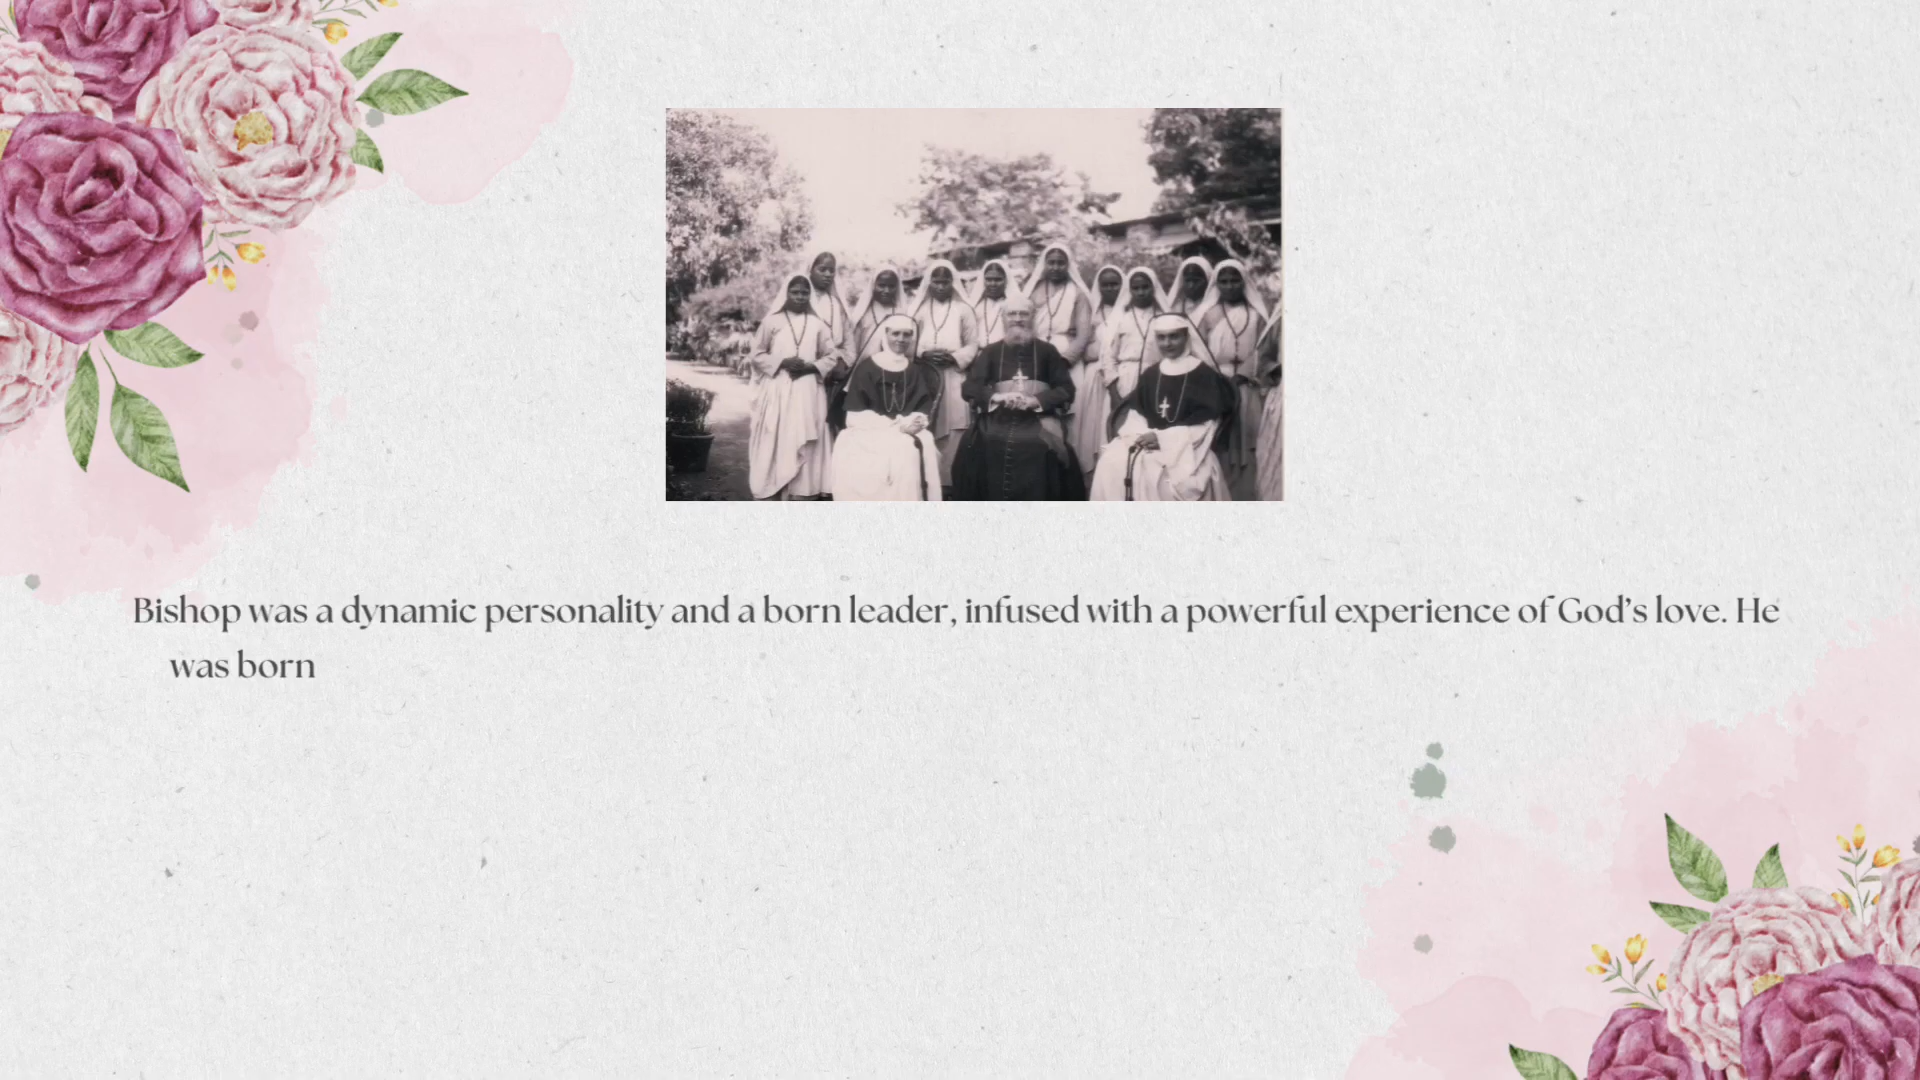 Bishop was a dynamic personality and a born leader, infused with a powerful experience of God’s love. He
was born